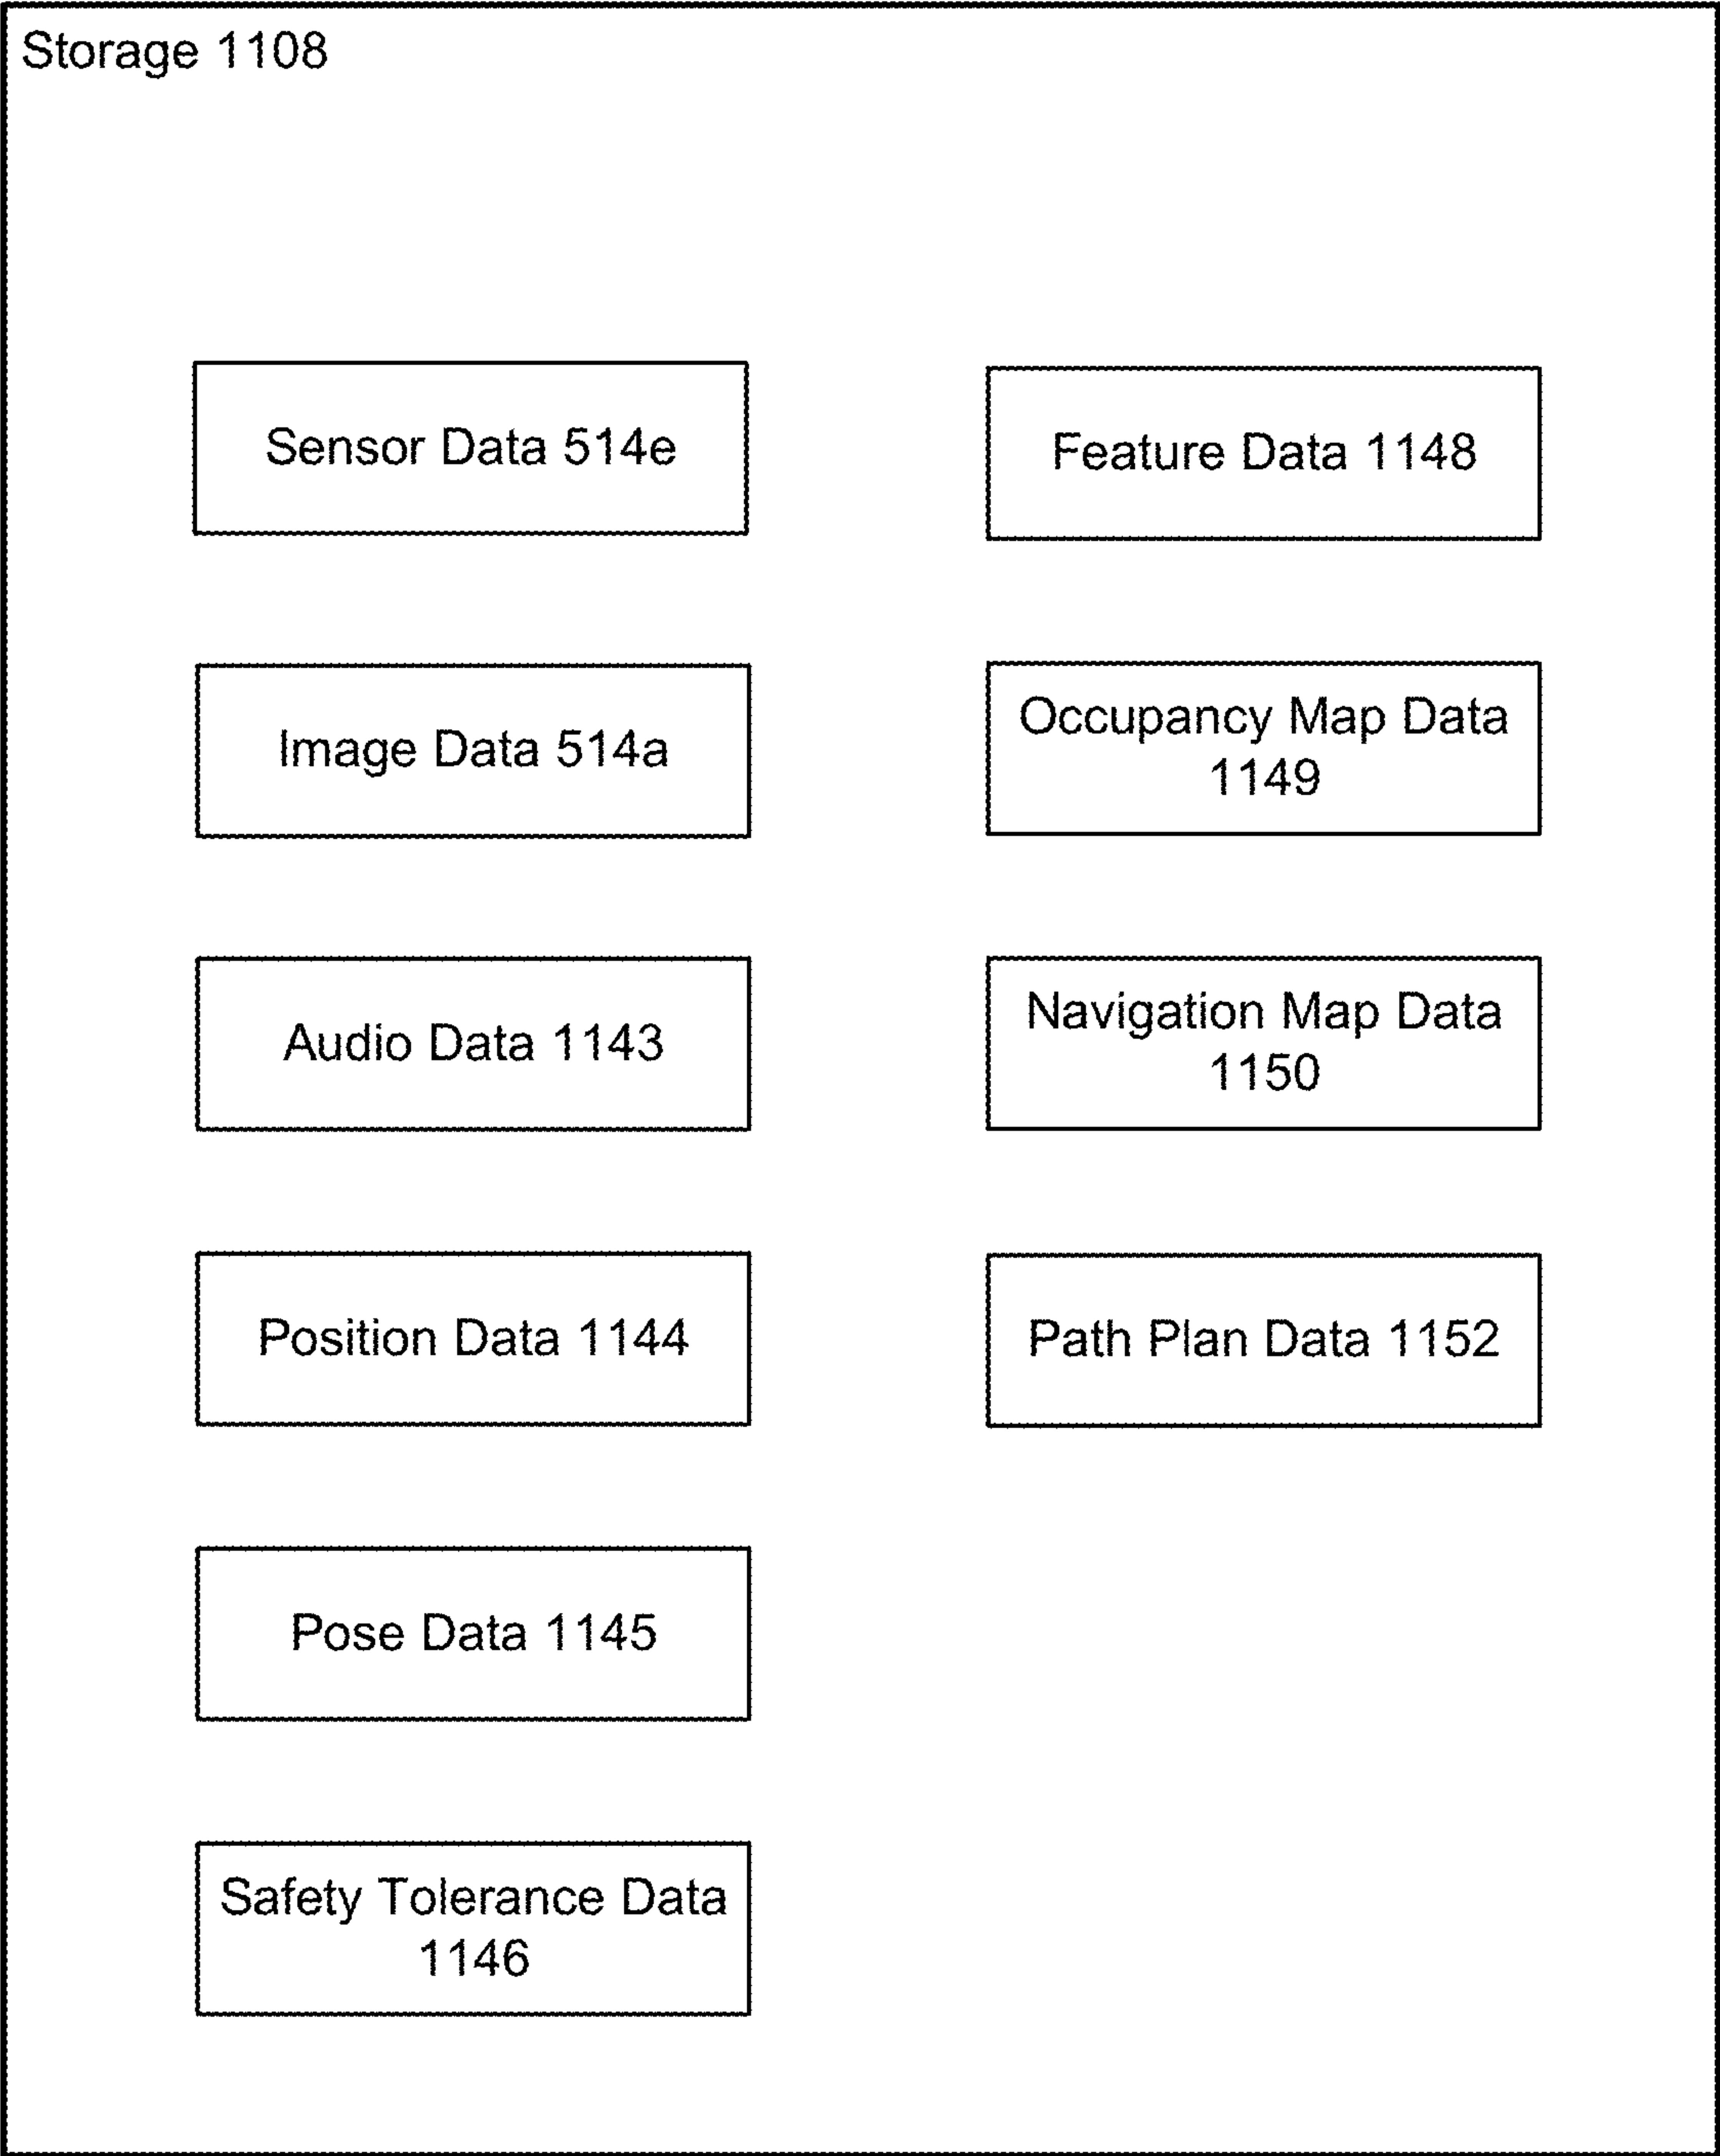 Storage 1108
Sensor Data 514e
Feature Data 1148
Image Data 514a
Occupancy Map Data
1149
Audio Data 1143
Navigation Map Data
1150
Position Data 1144
Path Plan Data 1152
Pose Data 1145
Safety Tolerance Data
1146